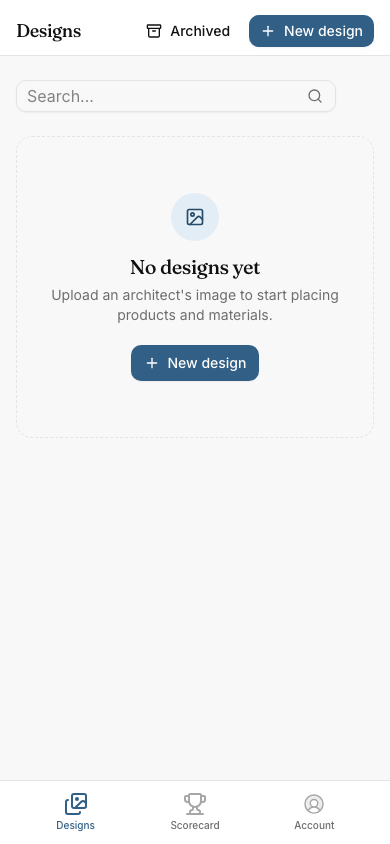 Designs
Archived
New design
Search...
No designs yet
Upload an architect's image to start placing
products and materials.
New design
Designs
Scorecard
Account